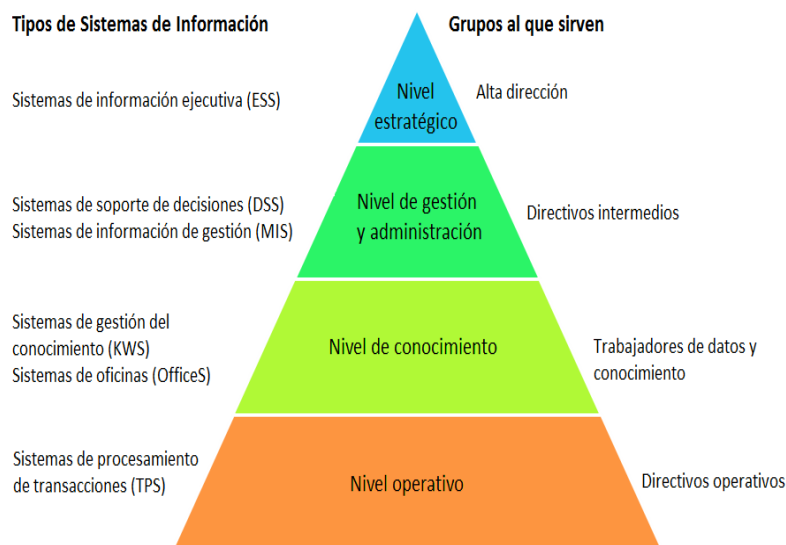 Tipos de Sistemas de Información
Grupos al que sirven
Sistemas de información ejecutiva (ESS)
Nivel
estratégico
Alta dirección
Sistemas de soporte de decisiones (DSS)
Sistemas de información de gestión (MIS)
Nivel de gestión
y administración
Directivos intermedios
Sistemas de gestión del
conocimiento (KWS)
Sistemas de oficinas (OfficeS)
Nivel de conocimiento
Trabajadores de datos y
conocimiento
Sistemas de procesamiento
de transacciones (TPS)
Nivel operativo
Directivos operativos